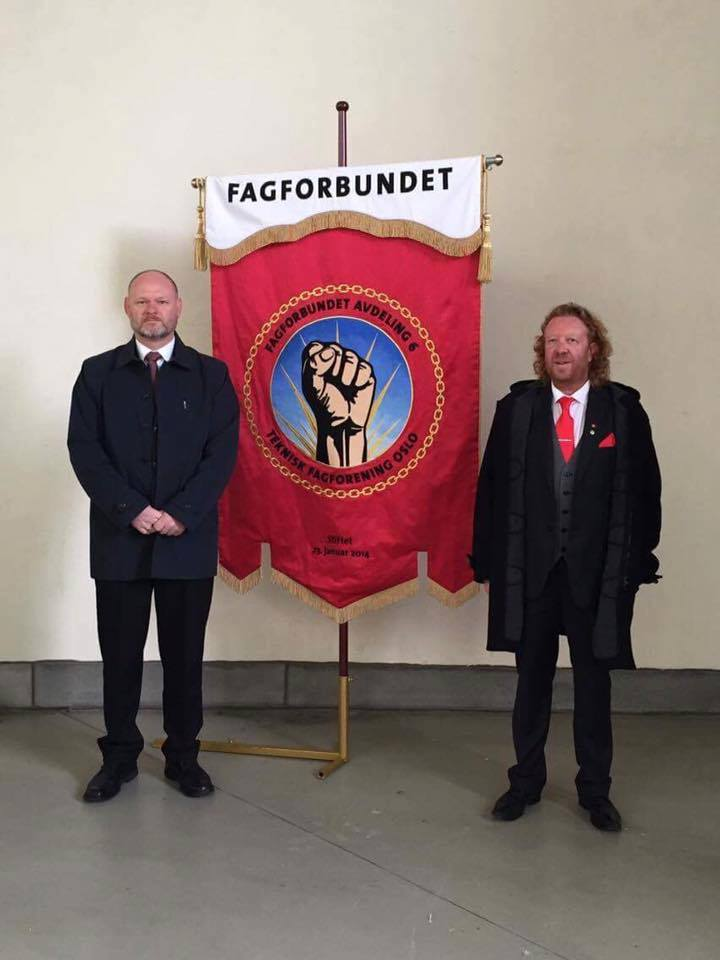 FAGFORBUNDET
FAGFORBUNDET AVDELING 6
TEKNISK FAGFORENING OSLO
Stiftet
23. januar 2014